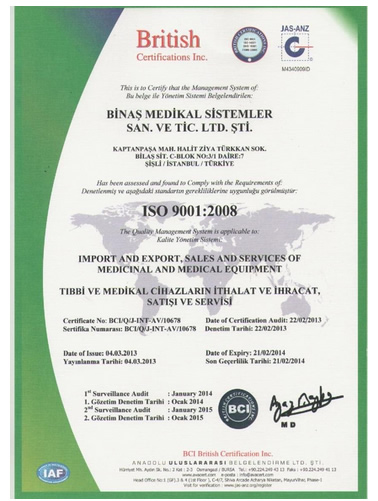 British
Certifications Inc.
JAS-ANZ
C
M4340909ID
This is to Certify that the Management System of:
Bu belge ile Yönetim Sistemi Belgelendirilen:
BİNAŞ MEDİKAL SİSTEMLER
SAN. VE TİC. LTD. ŞTİ.
KAPTANPAŞA MAH. HALİT ZİYA TÜRKKAN SOK.
BİLAŞ SİT. C-BLOK NO:3/1 DAİRE:7
ŞİŞLİ / İSTANBUL / TÜRKİYE
Has been assessed and found to Comply with the Requirements of:
Denetlenmiş ve aşağıdaki standartın gerekliliklerine uygunluğu görülmüştür:
ISO 9001:2008
The Quality Management System is applicable to:
Kalite Yönetim Sistemi:
IMPORT AND EXPORT, SALES AND SERVICES OF
MEDICINAL AND MEDICAL EQUIPMENT
TIBBİ VE MEDİKAL CİHAZLARIN İTHALAT VE İHRACAT,
SATIŞI VE SERVİSİ
Certificate No: BCI/Q/J-INT-AV/10678 Date of Certification Audit: 22/02/2013
Sertifika Numarası: BCI/Q/J-INT-AV/10678 Denetim Tarihi: 22/02/2013
Date of Issue: 04.03.2013 Date of Expiry: 21/02/2014
Yayınlanma Tarihi: 04.03.2013 Son Geçerlilik Tarihi: 21/02/2014
1st Surveillance Audit : January 2014
1. Gözetim Denetim Tarihi : Ocak 2014
2nd Surveillance Audit : January 2015
2. Gözetim Denetim Tarihi : Ocak 2015
BCI
MD
IAF
BCI British Certification Inc.
ANADOLU ULUSLARARASI BELGELENDİRME LTD. ŞTİ.